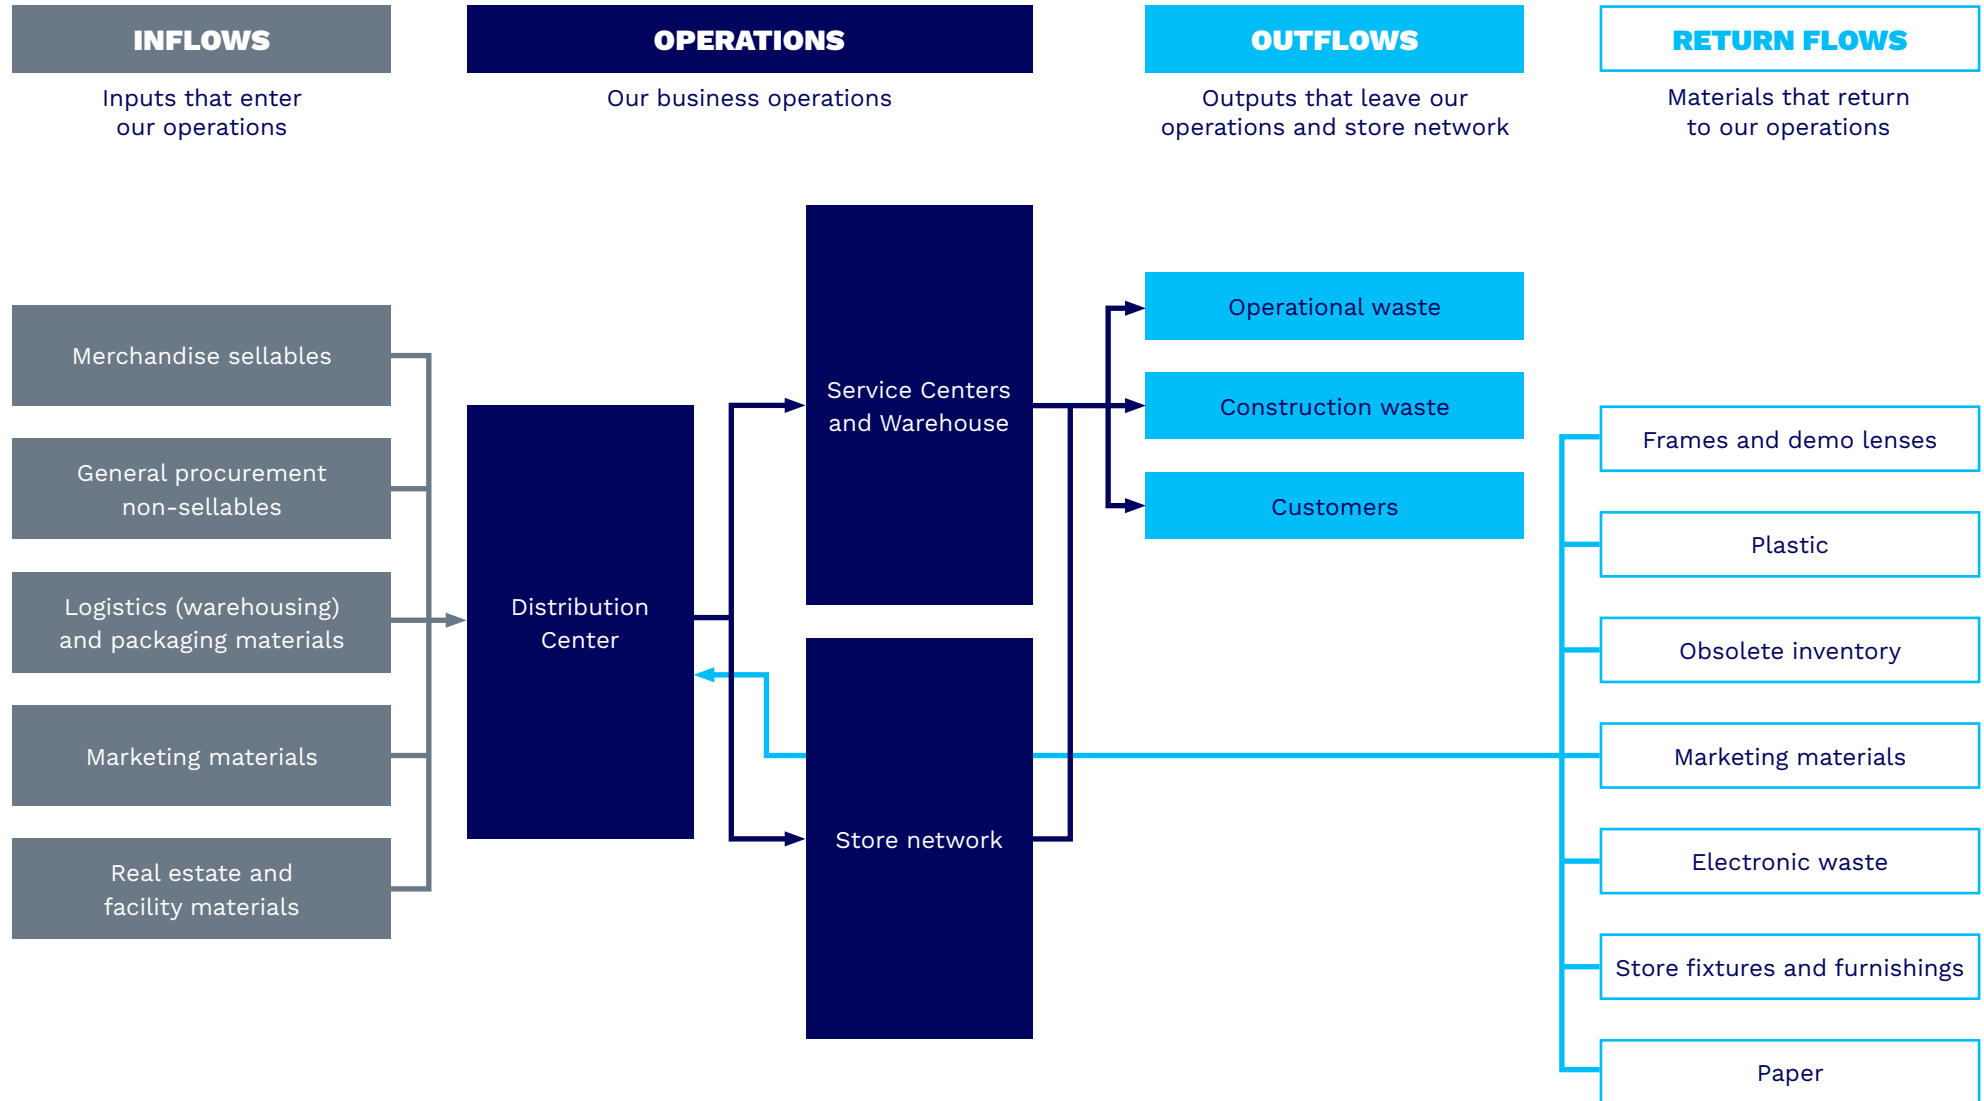 INFLOWS
Inputs that enter
our operations
OPERATIONS
Our business operations
OUTFLOWS
Outputs that leave our
operations and store network
RETURN FLOWS
Materials that return
to our operations
Merchandise sellables
General procurement
non-sellables
Logistics (warehousing)
and packaging materials
Marketing materials
Real estate and
facility materials
Distribution
Center
Service Centers
and Warehouse
Store network
Operational waste
Construction waste
Customers
Frames and demo lenses
Plastic
Obsolete inventory
Marketing materials
Electronic waste
Store fixtures and furnishings
Paper